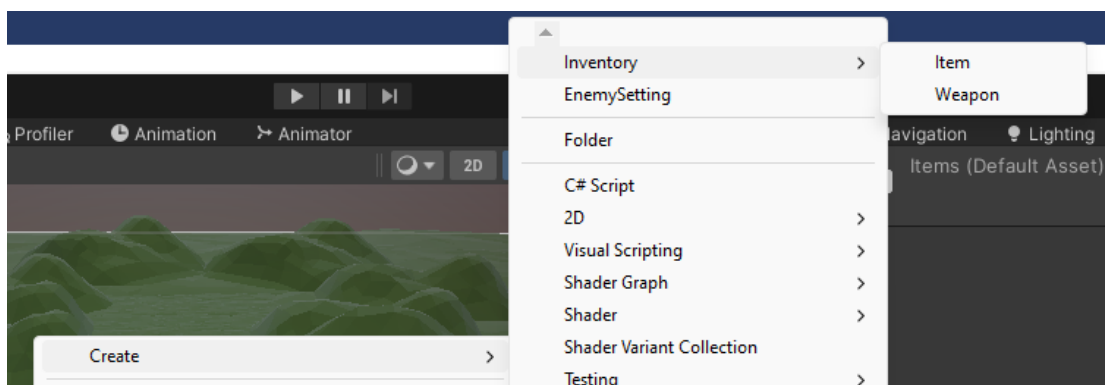 Inventory
Item
EnemySetting
Weapon
Profiler
Animation
Animator
Folder
Lighting
2D
Items (Default Asset)
C# Script
2D
Visual Scripting
Shader Graph
Shader
Create
Shader Variant Collection
Testing